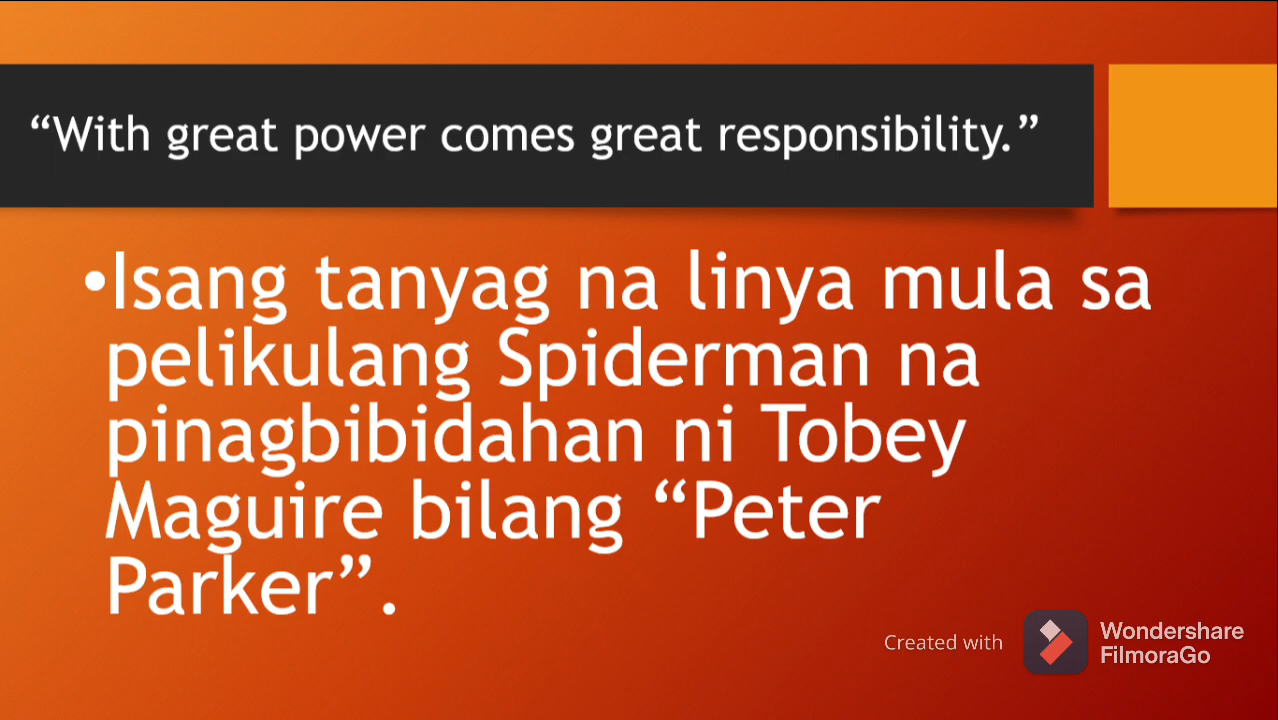 “With great power comes great responsibility.”
•Isang tanyag na linya mula sa
pelikulang Spiderman na
pinagbibidahan ni Tobey
Maguire bilang “Peter
Parker”.
Created with
Wondershare
FilmoraGo